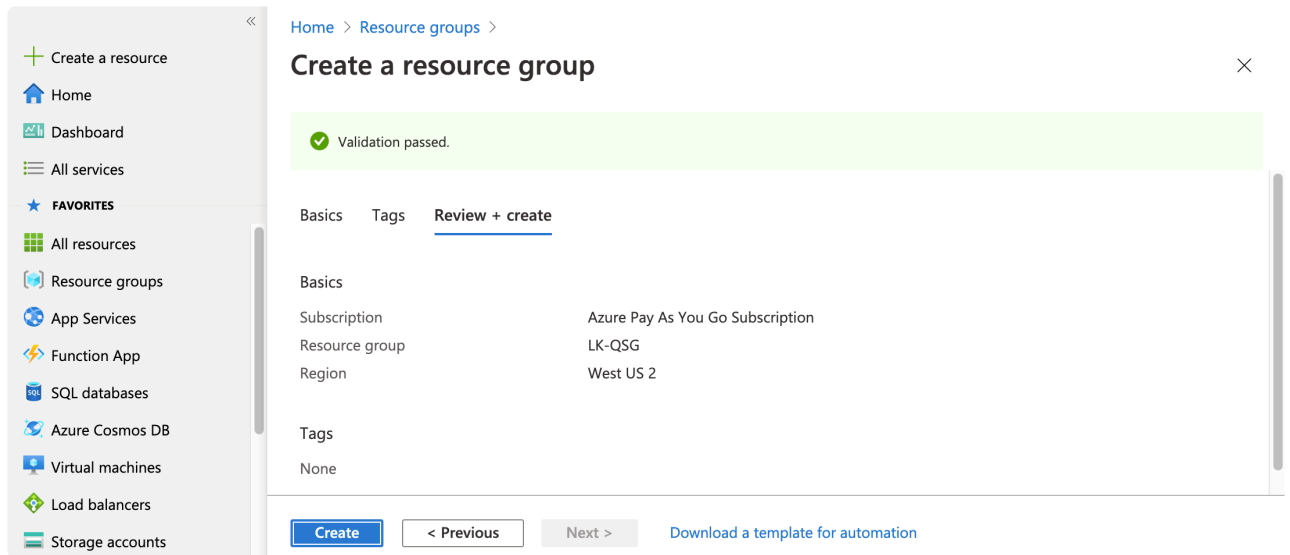 «
Create a resource
Home
Dashboard
All services
FAVORITES
All resources
Resource groups
App Services
Function App
SQL databases
Azure Cosmos DB
Virtual machines
Load balancers
Storage accounts
Home > Resource groups >
Create a resource group
Validation passed.
Basics Tags Review + create
Basics
Subscription Azure Pay As You Go Subscription
Resource group LK-QSG
Region West US 2
Tags
None
Create < Previous Next > Download a template for automation
SQL